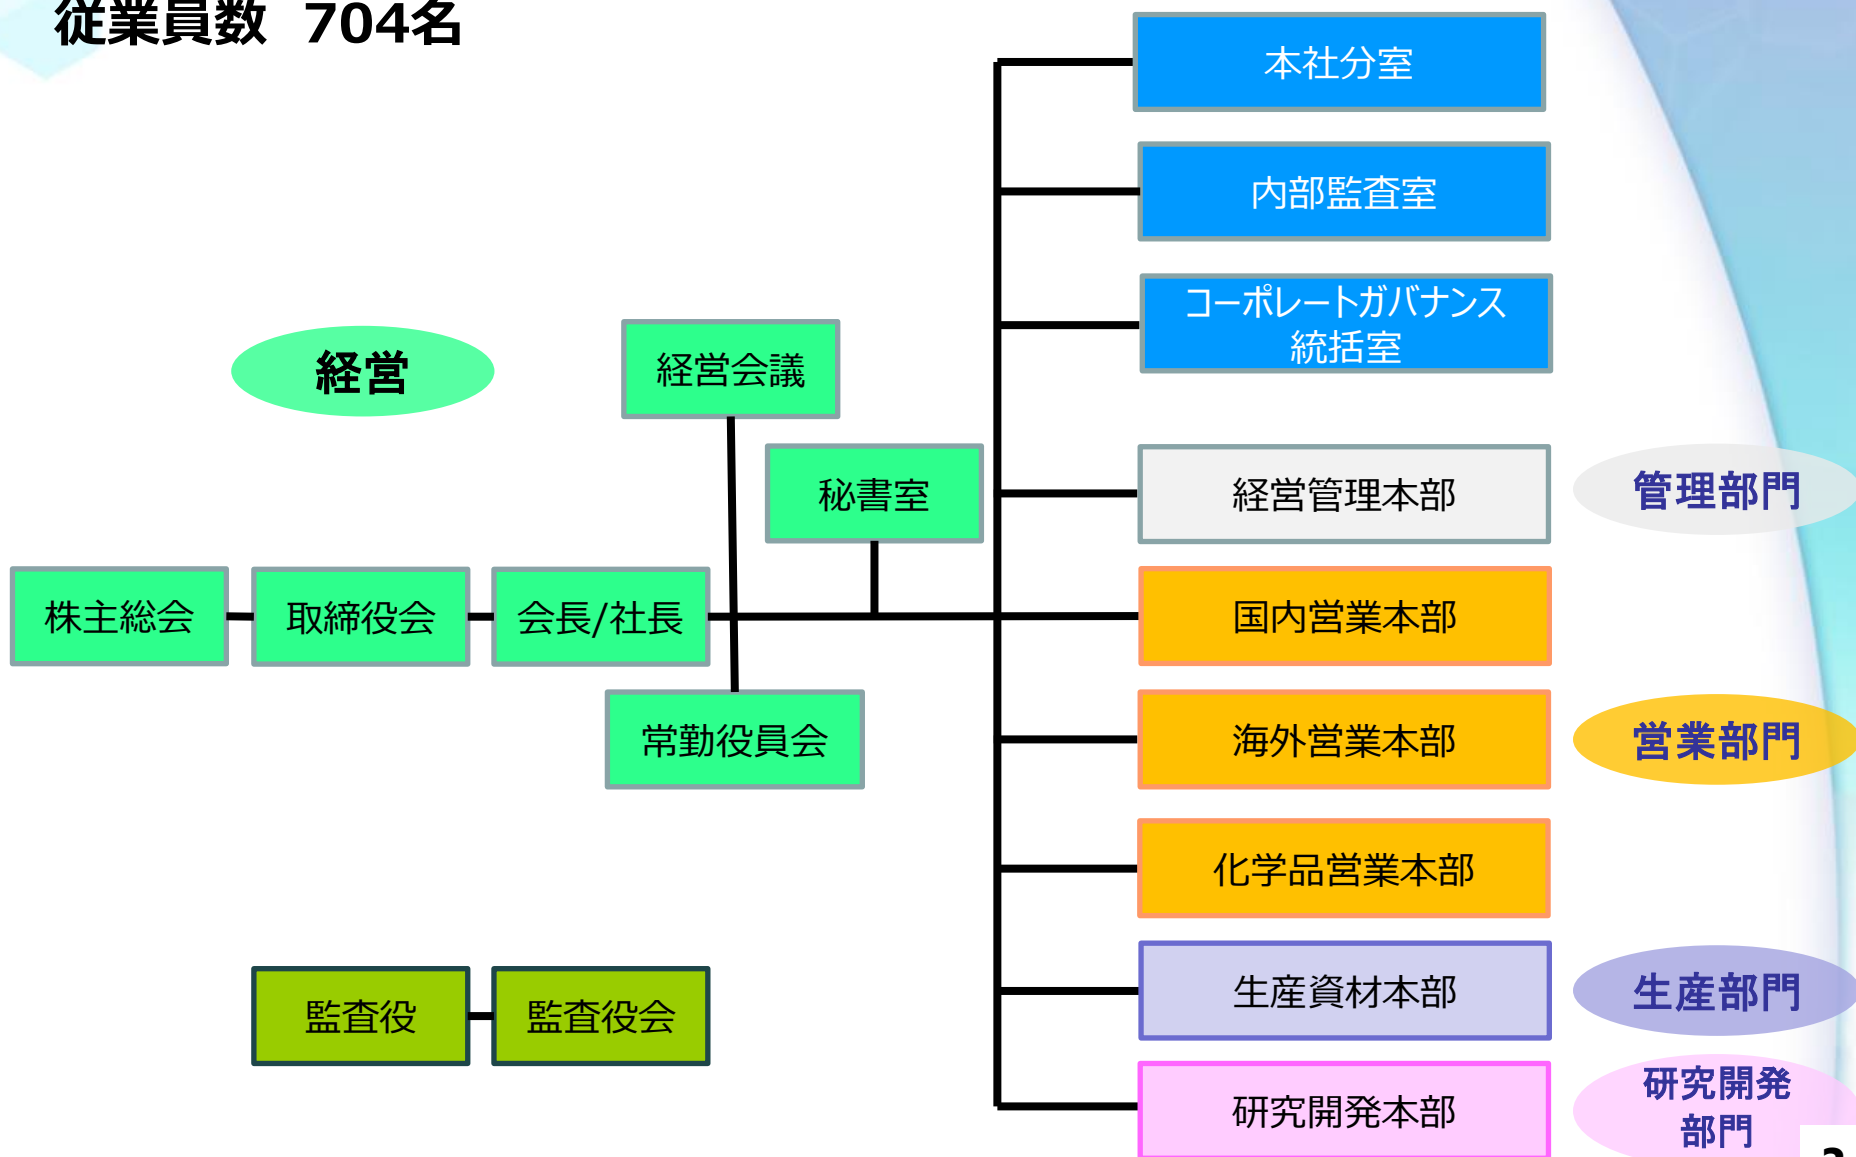 従業員数 704名
本社分室
内部監査室
コーポレートガバナンス
統括室
経営
経営会議
秘書室
経営管理本部
管理部門
株主総会
取締役会
会長/社長
国内営業本部
常勤役員会
海外営業本部
営業部門
化学品営業本部
監査役
監査役会
生産資材本部
生産部門
研究開発本部
研究開発
部門